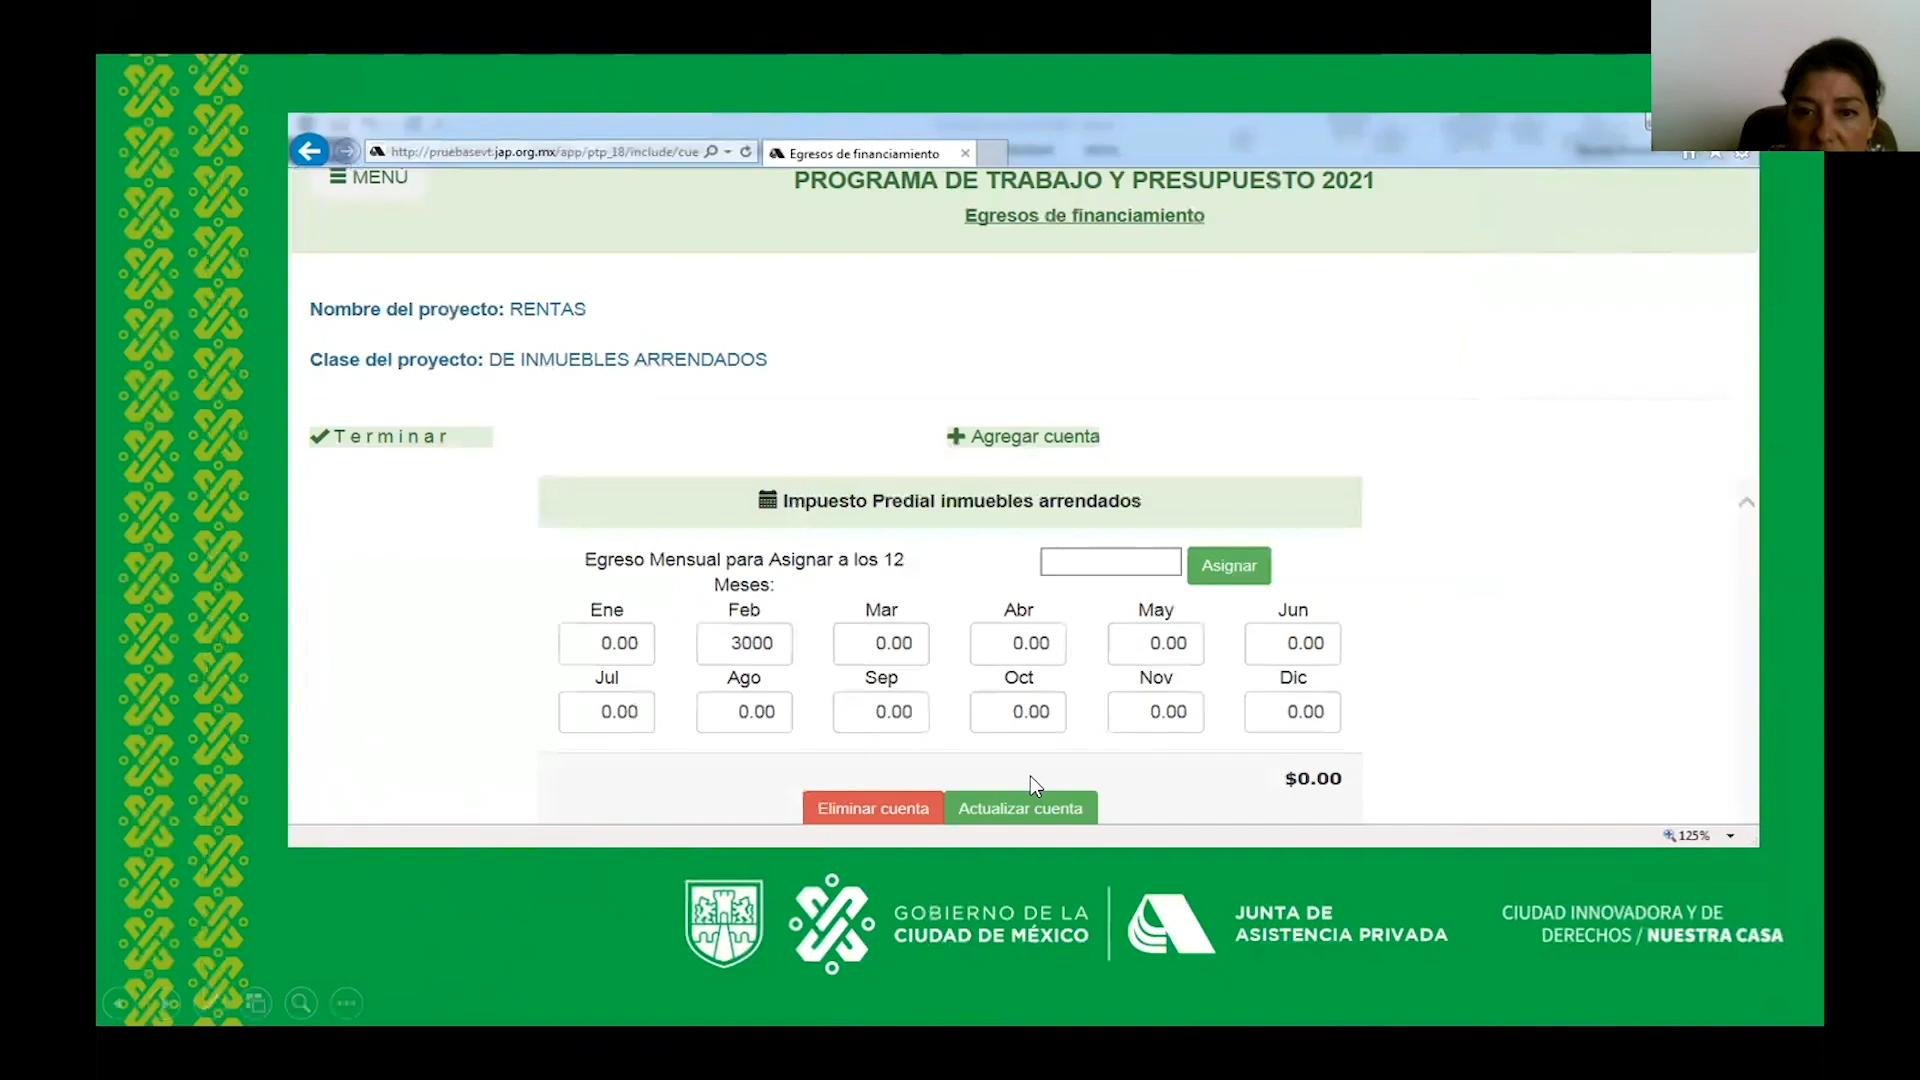 http://pruebasevt.jap.org.mx/app/ptp_18/include/cue
Egresos de financiamiento
MENÚ
PROGRAMA DE TRABAJO Y PRESUPUESTO 2021
Egresos de financiamiento
Nombre del proyecto: RENTAS
Clase del proyecto: DE INMUEBLES ARRENDADOS
Terminar
Agregar cuenta
Impuesto Predial inmuebles arrendados
Egreso Mensual para Asignar a los 12
Meses:
Asignar
Ene Feb Mar Abr May Jun
0.00 3000 0.00 0.00 0.00 0.00
Jul Ago Sep Oct Nov Dic
0.00 0.00 0.00 0.00 0.00 0.00
$0.00
Eliminar cuenta Actualizar cuenta
125%
GOBIERNO DE LA
CIUDAD DE MÉXICO
JUNTA DE
ASISTENCIA PRIVADA
CIUDAD INNOVADORA Y DE
DERECHOS / NUESTRA CASA